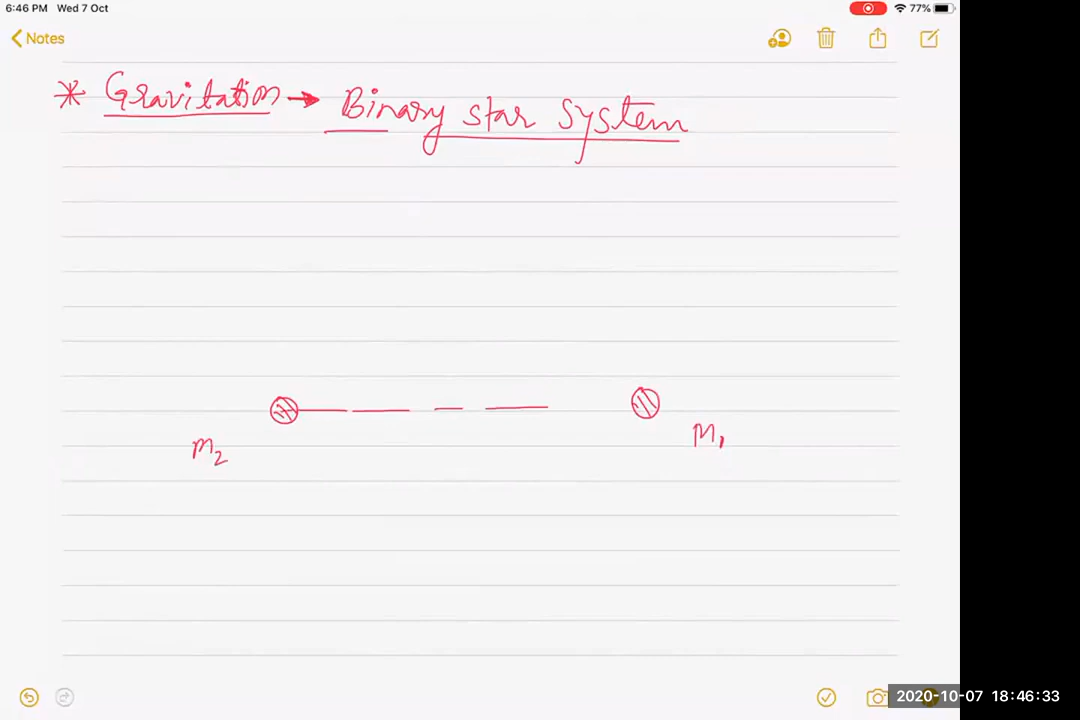 6:46 PM Wed 7 Oct 77%
Notes
* Gravitation → Binary star system
M2 M1
2020-10-07 18:46:33